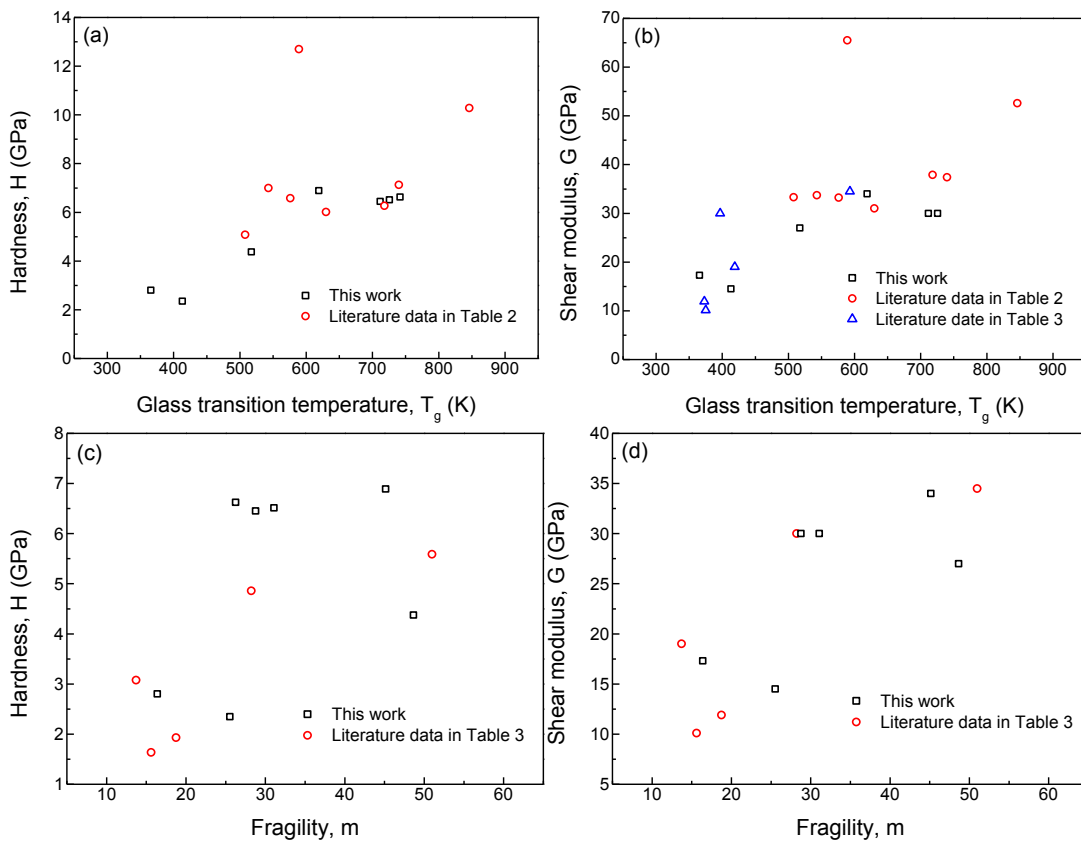 (a)
14
12
10
8
6
4
2
0
Hardness, H (GPa)
This work
Literature data in Table 2
300 400 500 600 700 800 900
Glass transition temperature, Tg (K)
(b)
70
60
50
40
30
20
10
0
Shear modulus, G (GPa)
This work
Literature data in Table 2
Literature date in Table 3
300 400 500 600 700 800 900
Glass transition temperature, Tg (K)
(c)
8
7
6
5
4
3
2
1
Hardness, H (GPa)
This work
Literature data in Table 3
10 20 30 40 50 60
Fragility, m
(d)
40
35
30
25
20
15
10
5
Shear modulus, G (GPa)
This work
Literature data in Table 3
10 20 30 40 50 60
Fragility, m